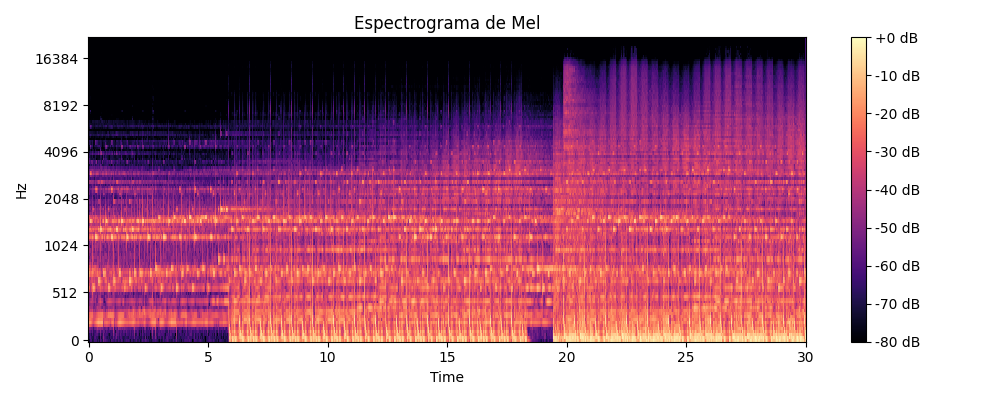 Espectrograma de Mel
Hz
16384
8192
4096
2048
1024
512
0
0 5 10 15 20 25 30
Time
+0 dB
-10 dB
-20 dB
-30 dB
-40 dB
-50 dB
-60 dB
-70 dB
-80 dB